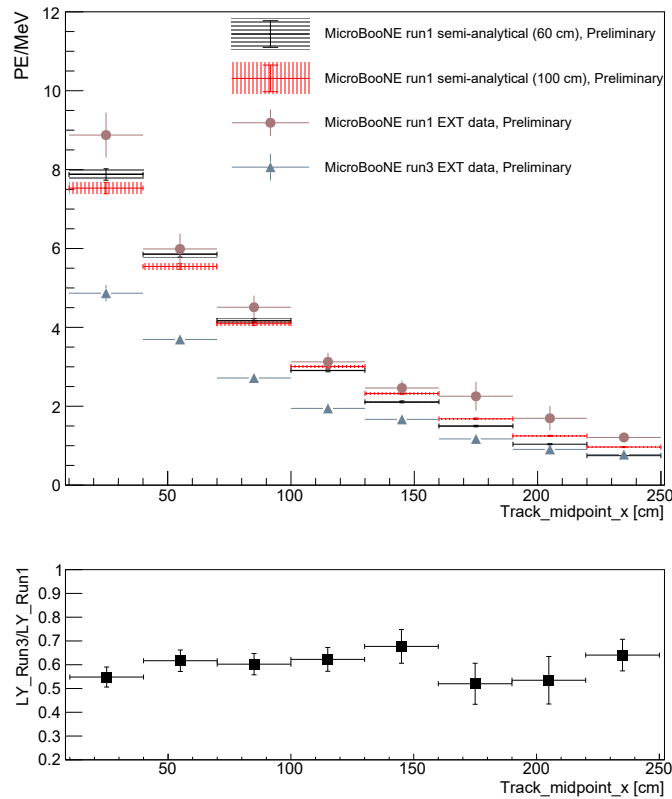 PE/MeV
12
10
8
6
4
2
0
MicroBooNE run1 semi-analytical (60 cm), Preliminary
MicroBooNE run1 semi-analytical (100 cm), Preliminary
MicroBooNE run1 EXT data, Preliminary
MicroBooNE run3 EXT data, Preliminary
50 100 150 200 250
Track_midpoint_x [cm]
LY_Run3/LY_Run1
1
0.9
0.8
0.7
0.6
0.5
0.4
0.3
0.2
50 100 150 200 250
Track_midpoint_x [cm]